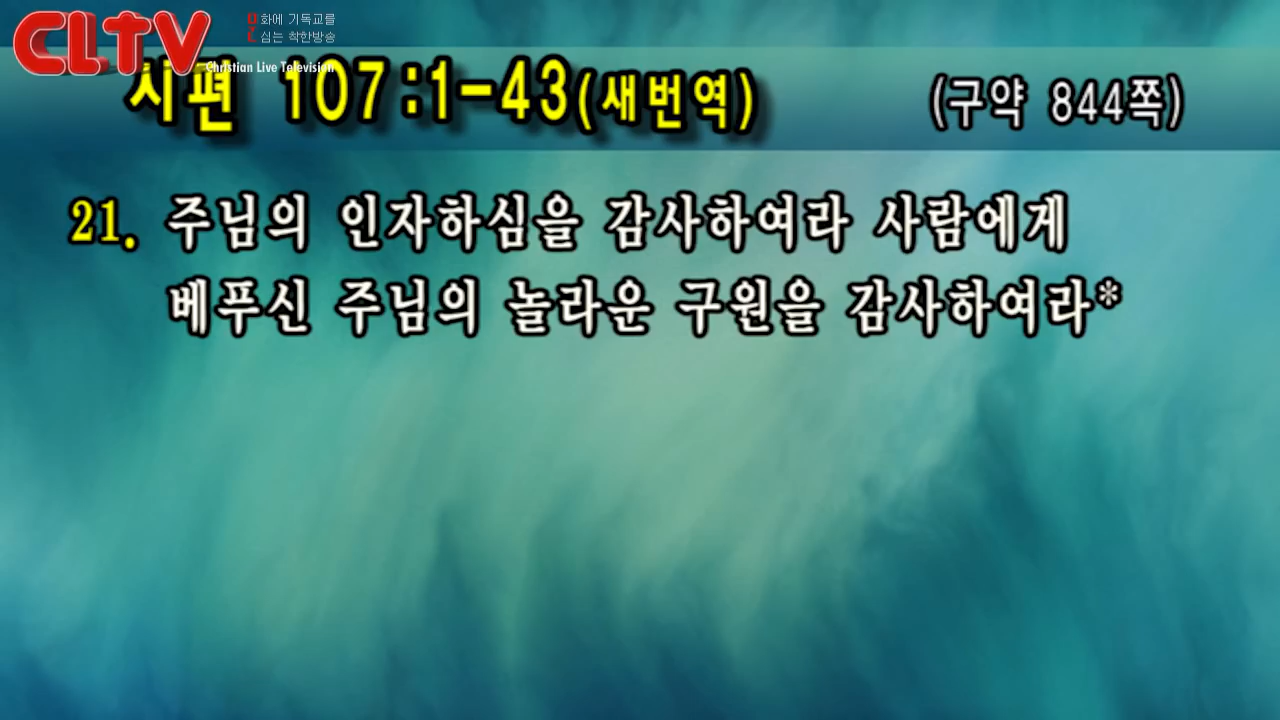 CLTV
문화에 기독교를
심는 착한방송
Christian Live Television
시편 107:1-43(새번역) (구약 844쪽)
21. 주님의 인자하심을 감사하여라 사람에게
베푸신 주님의 놀라운 구원을 감사하여라*